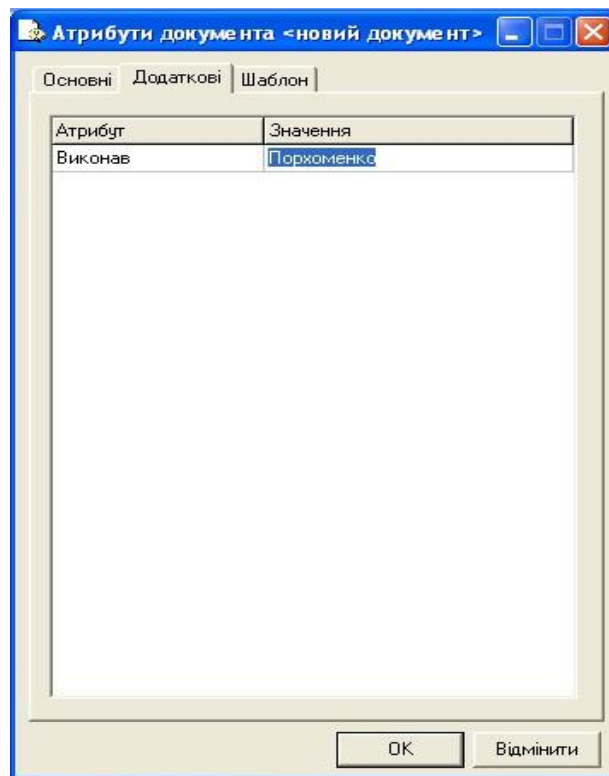 Атрибути документа <новий документ>
Основні Додаткові Шаблон
Атрибут Значення
Виконав Порхоменко
OK Відмінити